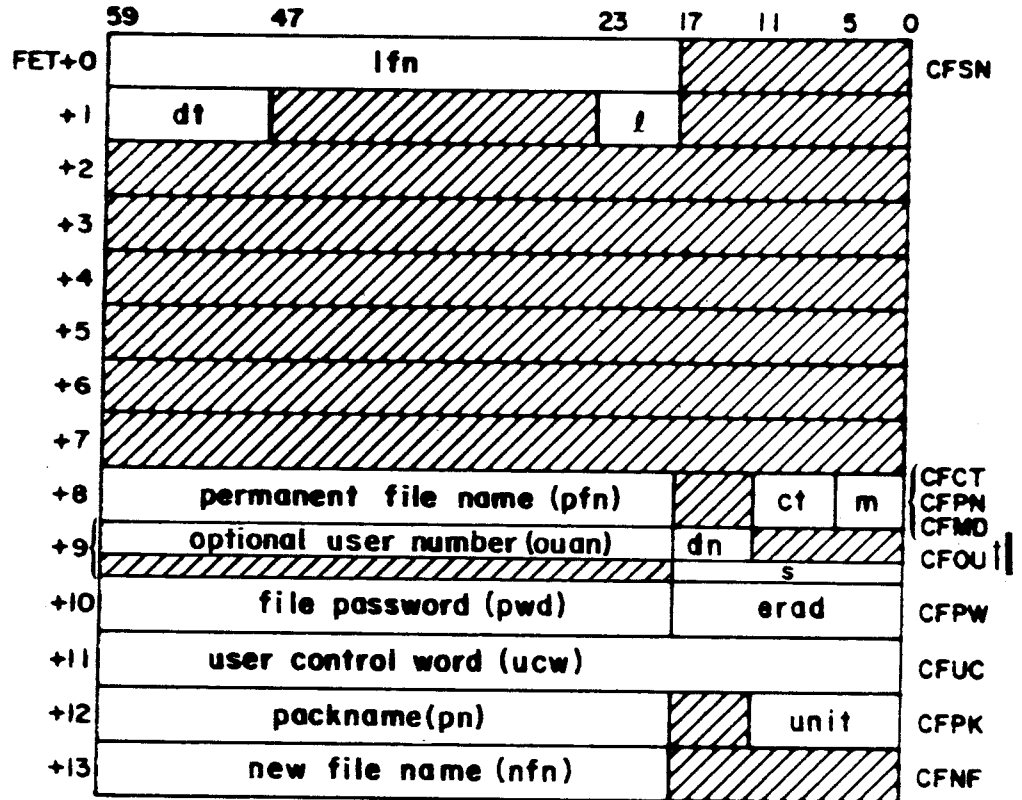 59 47 23 17 11 5 0
FET+0 lfn CFSN
+1 dt ℓ
+2
+3
+4
+5
+6
+7
+8 permanent file name (pfn) ct m CFCT
CFPN
CFMD
+9 optional user number (ouan) dn CFOU†
s
+10 file password (pwd) erad CFPW
+11 user control word (ucw) CFUC
+12 packname(pn) unit CFPK
+13 new file name (nfn) CFNF